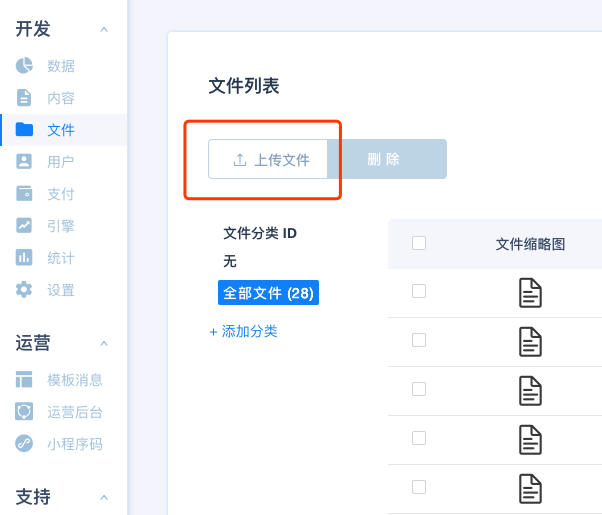 开发
数据
内容
文件
用户
支付
引擎
统计
设置
运营
模板消息
运营后台
小程序码
支持
文件列表
上传文件
删 除
文件分类 ID
无
全部文件 (28)
+ 添加分类
文件缩略图